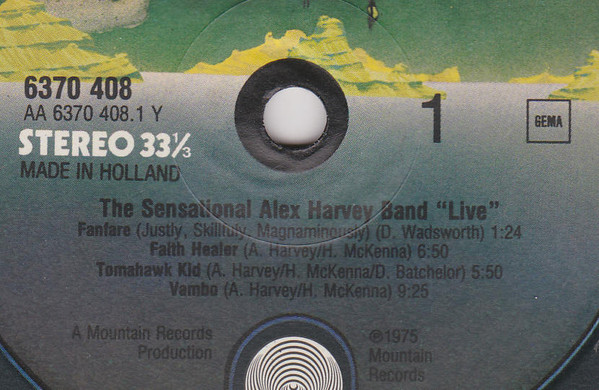 6370 408
AA 6370 408.1 Y
STEREO 33⅓
MADE IN HOLLAND
1
GEMA
The Sensational Alex Harvey Band “Live”
Fanfare (Justly, Skillfuly, Magnaminously) (D. Wadsworth) 1:24
Faith Healer (A. Harvey/H. McKenna) 6:50
Tomahawk Kid (A. Harvey/H. McKenna/D. Batchelor) 5:50
Vambo (A. Harvey/H. McKenna) 9:25
A Mountain Records
Production
℗1975
Mountain
Records